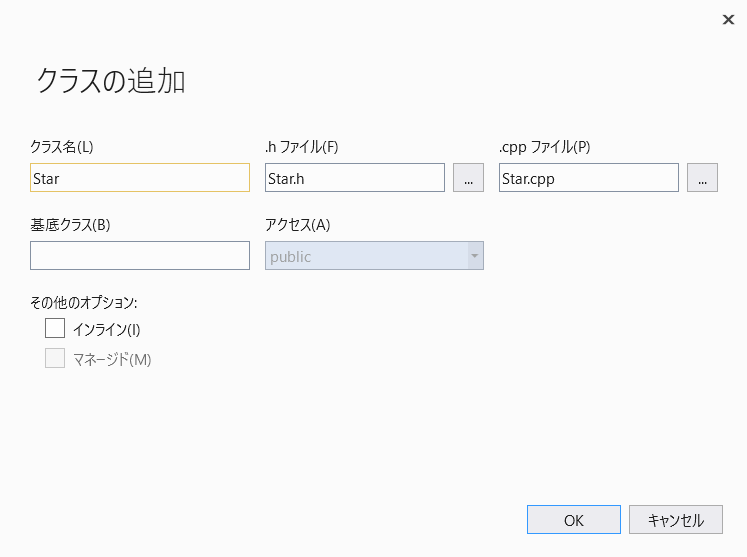 クラスの追加
クラス名(L)
.h ファイル(F)
.cpp ファイル(P)
Star
Star.h
...
Star.cpp
...
基底クラス(B)
アクセス(A)
public
その他のオプション:
インライン(I)
マネージド(M)
OK
キャンセル